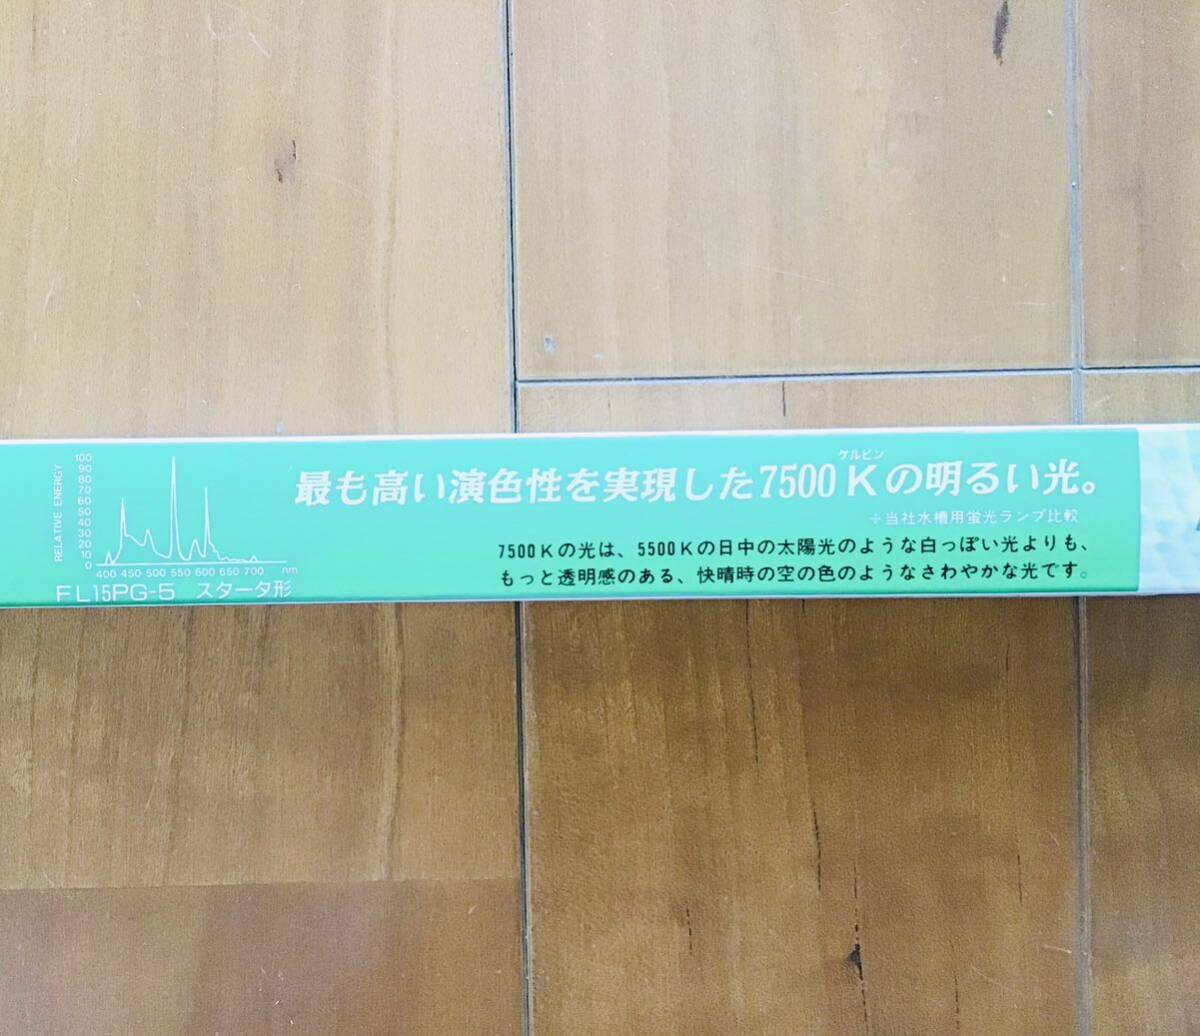 RELATIVE ENERGY
100
90
80
70
60
50
40
30
20
10
0
400 450 500 550 600 650 700 nm
FL15PG-5 スタータ形
ケルビン
最も高い演色性を実現した7500Kの明るい光。
÷当社水槽用蛍光ランプ比較
7500Kの光は、5500Kの日中の太陽光のような白っぽい光よりも、
もっと透明感のある、快晴時の空の色のようなさわやかな光です。